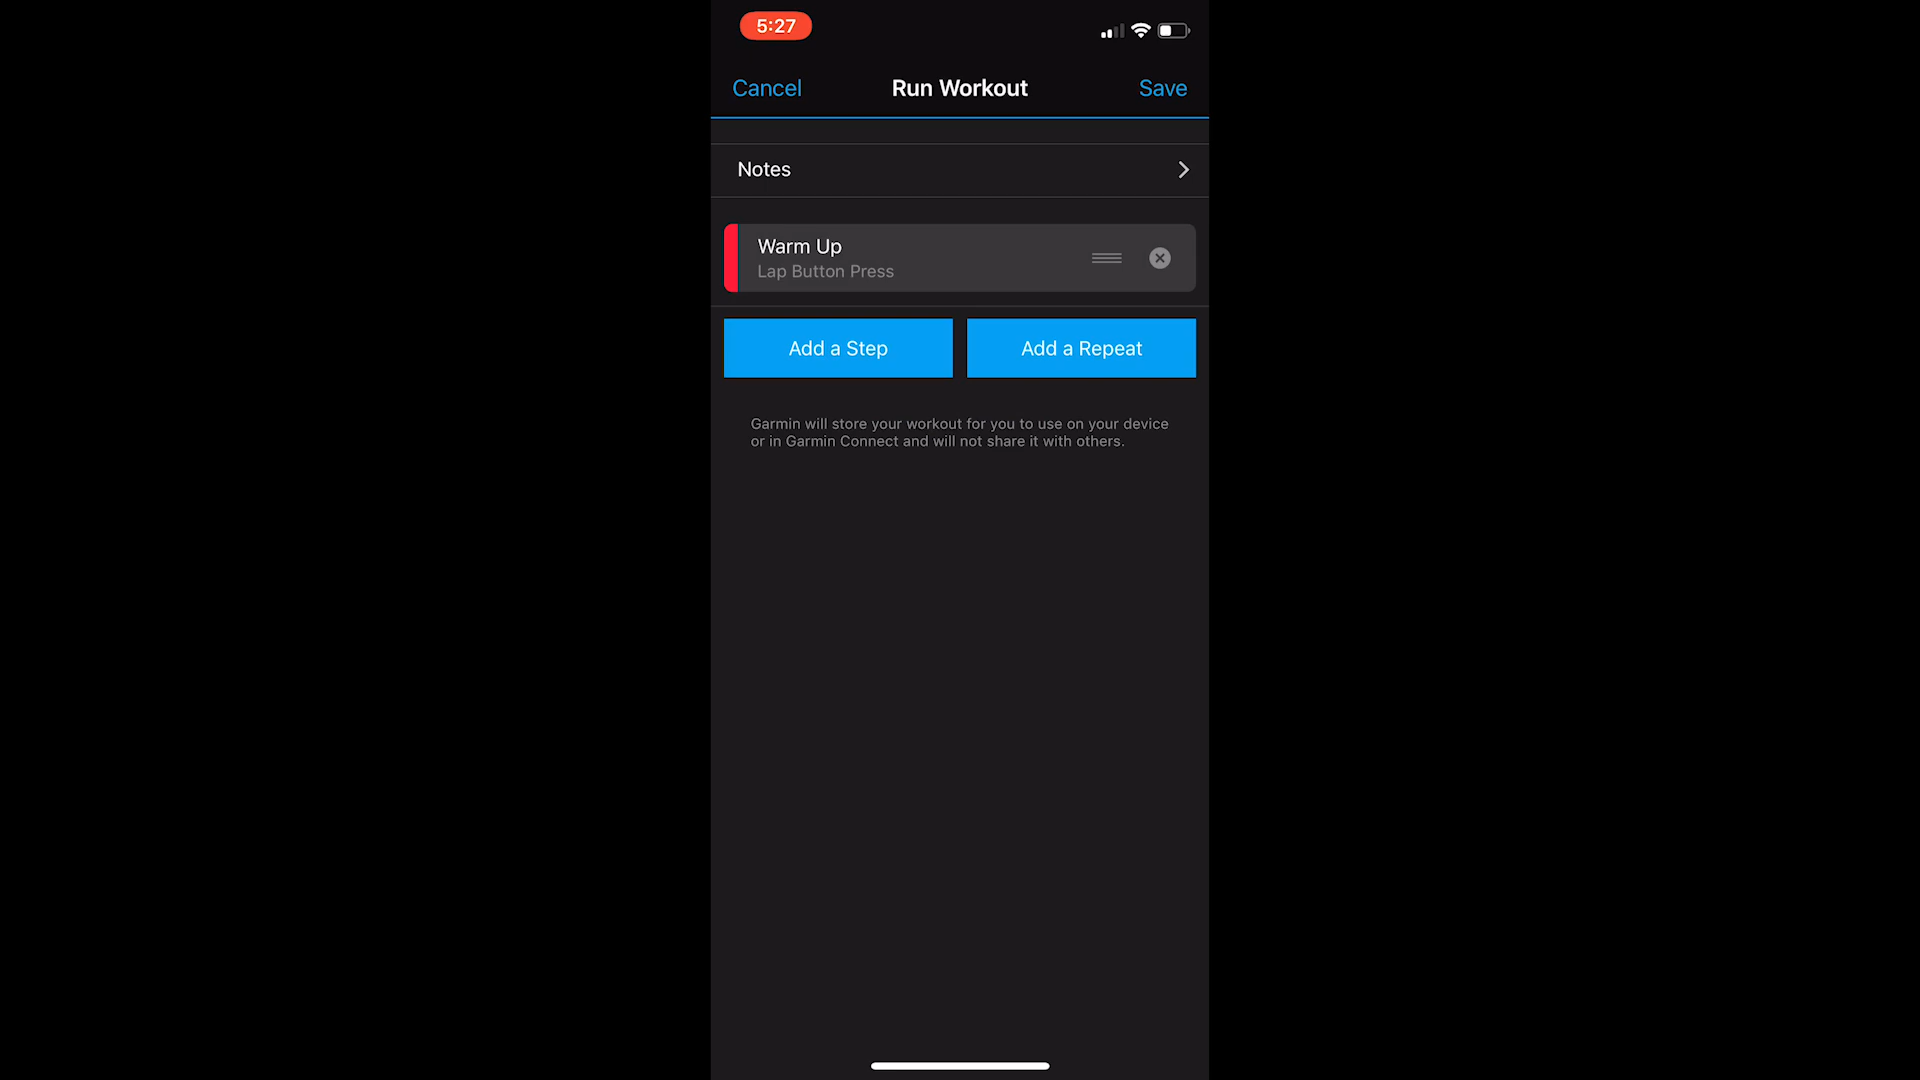 5:27
Cancel
Run Workout
Save
Notes
Warm Up
Lap Button Press
Add a Step
Add a Repeat
Garmin will store your workout for you to use on your device
or in Garmin Connect and will not share it with others.